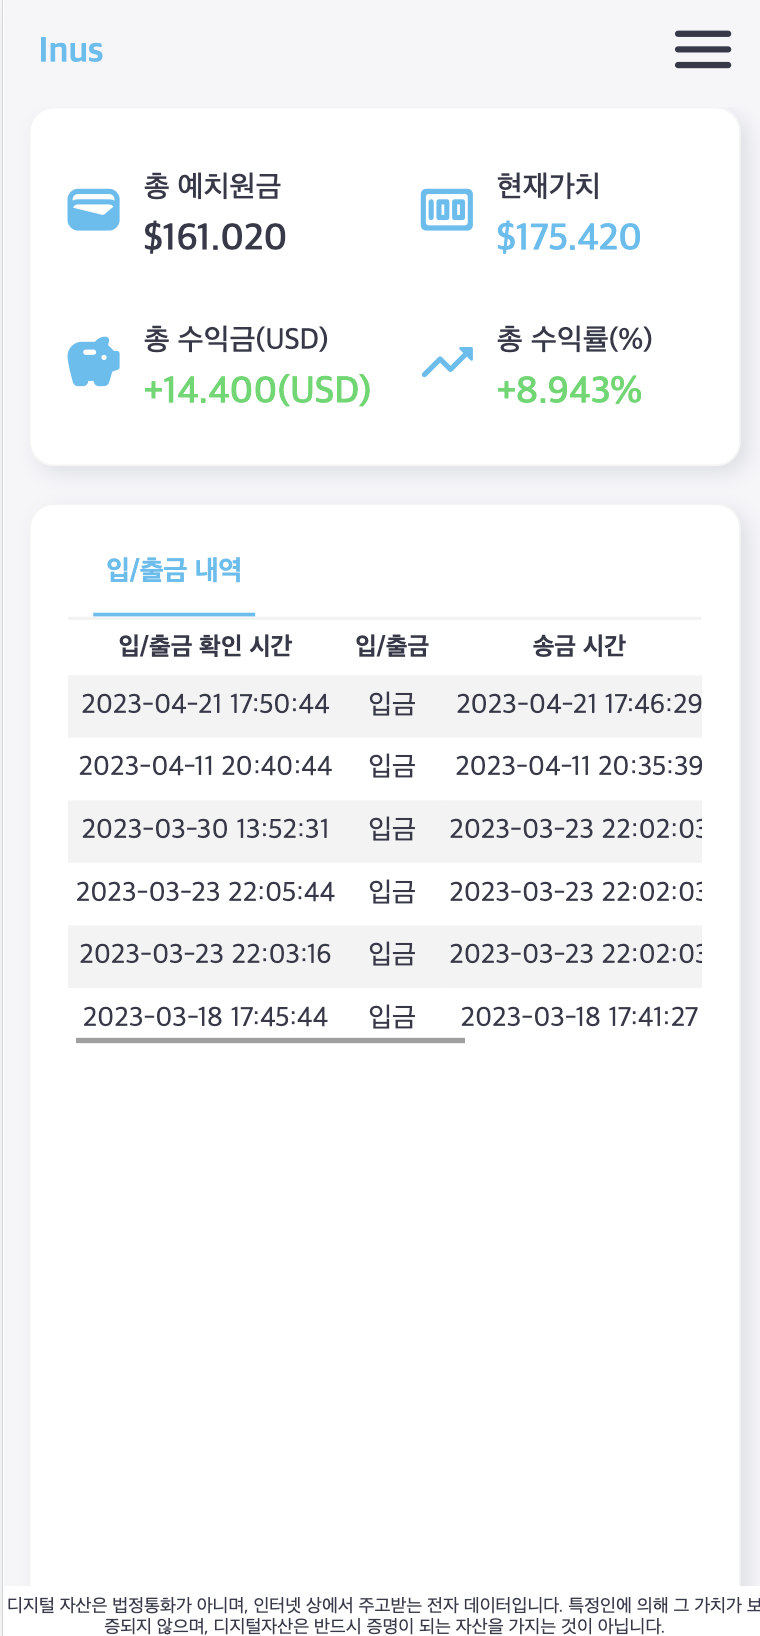 Inus
총 예치원금
현재가치
$161.020
$175.420
총 수익금(USD)
총 수익률(%)
+14.400(USD)
+8.943%
입/출금 내역
입/출금 확인 시간 입/출금 송금 시간
2023-04-21 17:50:44 입금 2023-04-21 17:46:29
2023-04-11 20:40:44 입금 2023-04-11 20:35:39
2023-03-30 13:52:31 입금 2023-03-23 22:02:03
2023-03-23 22:05:44 입금 2023-03-23 22:02:03
2023-03-23 22:03:16 입금 2023-03-23 22:02:03
2023-03-18 17:45:44 입금 2023-03-18 17:41:27
디지털 자산은 법정통화가 아니며, 인터넷 상에서 주고받는 전자 데이터입니다. 특정인에 의해 그 가치가 보
증되지 않으며, 디지털자산은 반드시 증명이 되는 자산을 가지는 것이 아닙니다.